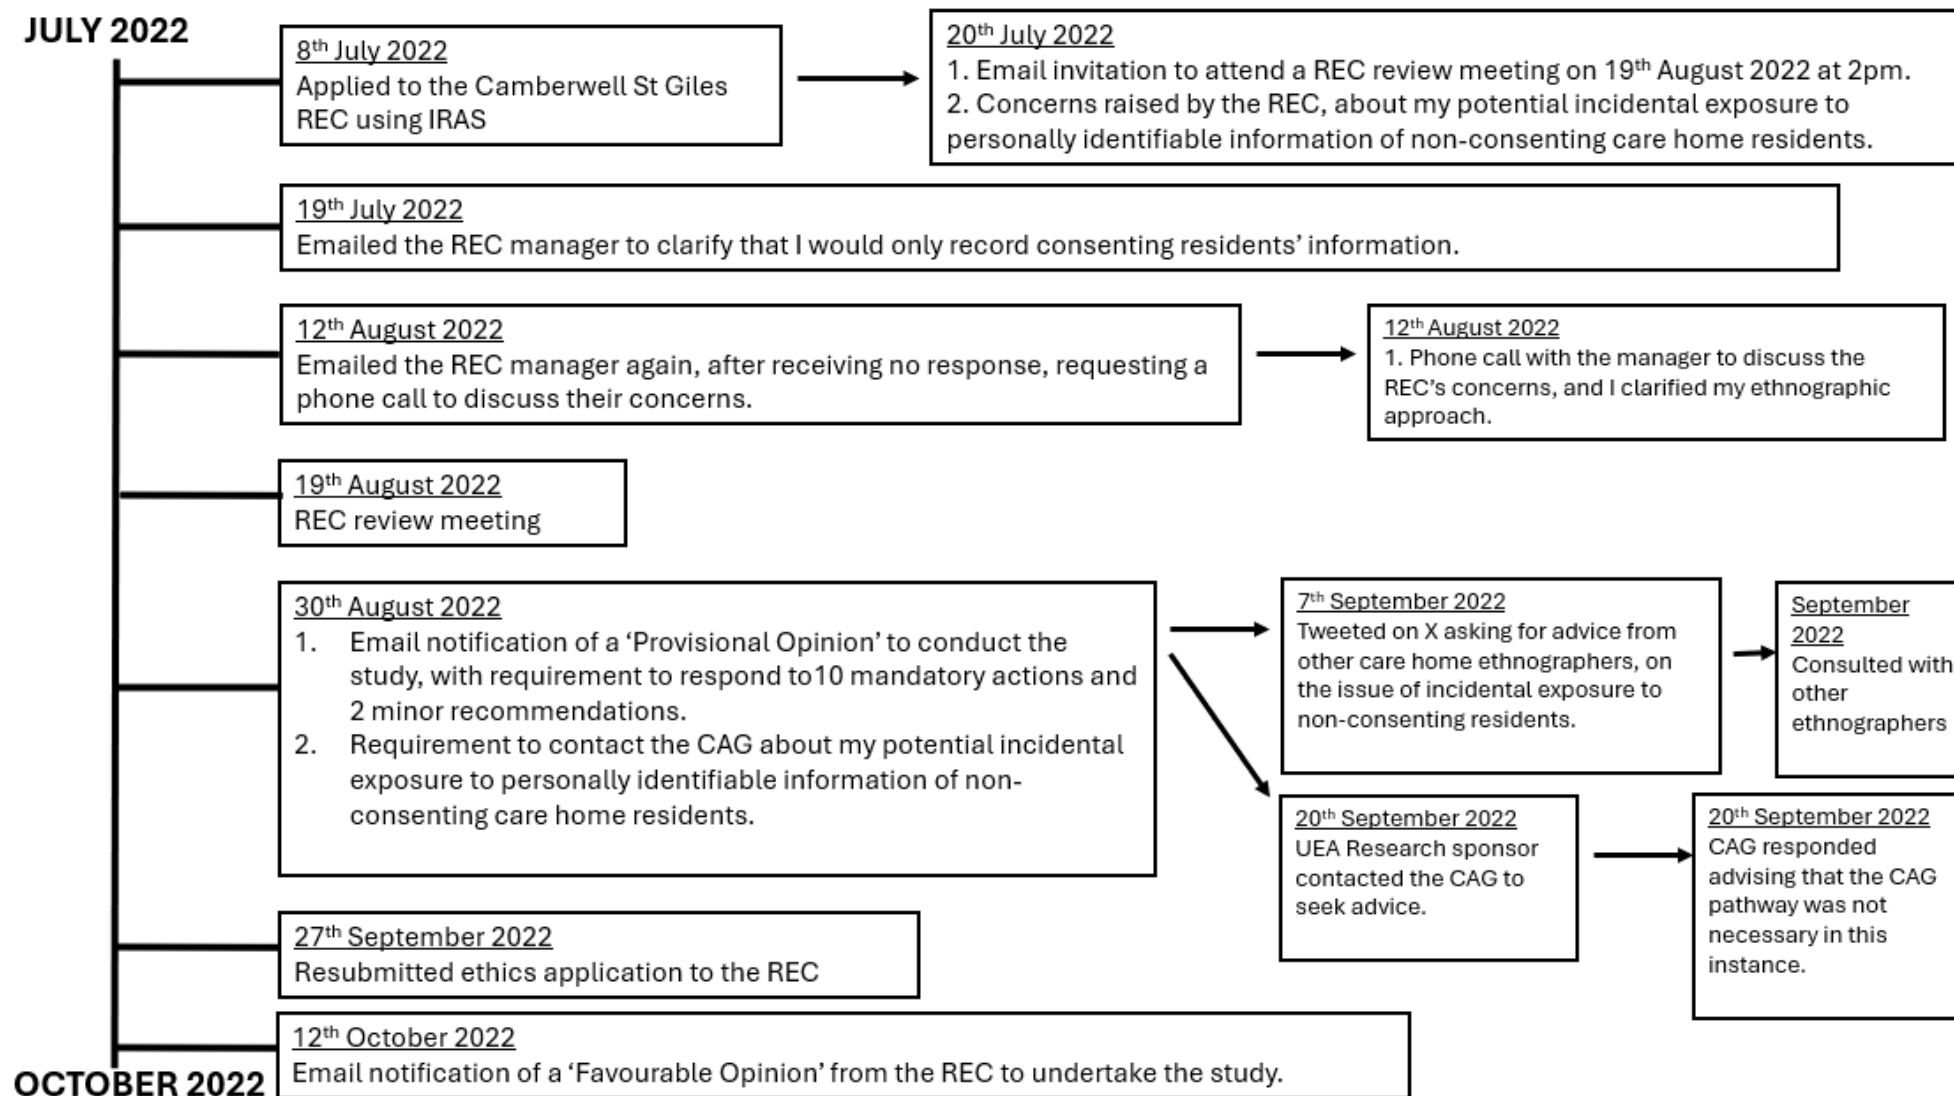 JULY 2022
8th July 2022
Applied to the Camberwell St Giles
REC using IRAS
20th July 2022
1. Email invitation to attend a REC review meeting on 19th August 2022 at 2pm.
2. Concerns raised by the REC, about my potential incidental exposure to
personally identifiable information of non-consenting care home residents.
19th July 2022
Emailed the REC manager to clarify that I would only record consenting residents’ information.
12th August 2022
Emailed the REC manager again, after receiving no response, requesting a
phone call to discuss their concerns.
12th August 2022
1. Phone call with the manager to discuss the
REC’s concerns, and I clarified my ethnographic
approach.
19th August 2022
REC review meeting
30th August 2022
1. Email notification of a ‘Provisional Opinion’ to conduct the
study, with requirement to respond to10 mandatory actions and
2 minor recommendations.
2. Requirement to contact the CAG about my potential incidental
exposure to personally identifiable information of non-
consenting care home residents.
7th September 2022
Tweeted on X asking for advice from
other care home ethnographers, on
the issue of incidental exposure to
non-consenting residents.
September
2022
Consulted with
other
ethnographers
20th September 2022
UEA Research sponsor
contacted the CAG to
seek advice.
20th September 2022
CAG responded
advising that the CAG
pathway was not
necessary in this
instance.
27th September 2022
Resubmitted ethics application to the REC
12th October 2022
Email notification of a ‘Favourable Opinion’ from the REC to undertake the study.
OCTOBER 2022